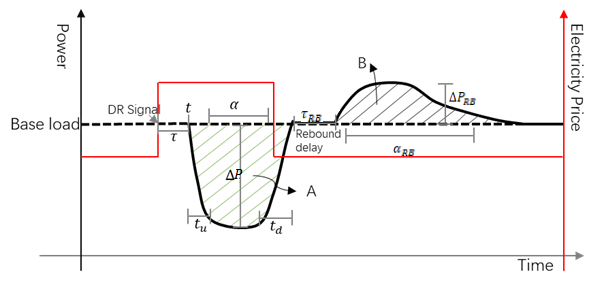 Power
Electricity Price
B
DR Signal
t
α
τ_RB
ΔP_RB
Base load
τ
Rebound
delay
α_RB
ΔP
A
t_u
t_d
Time